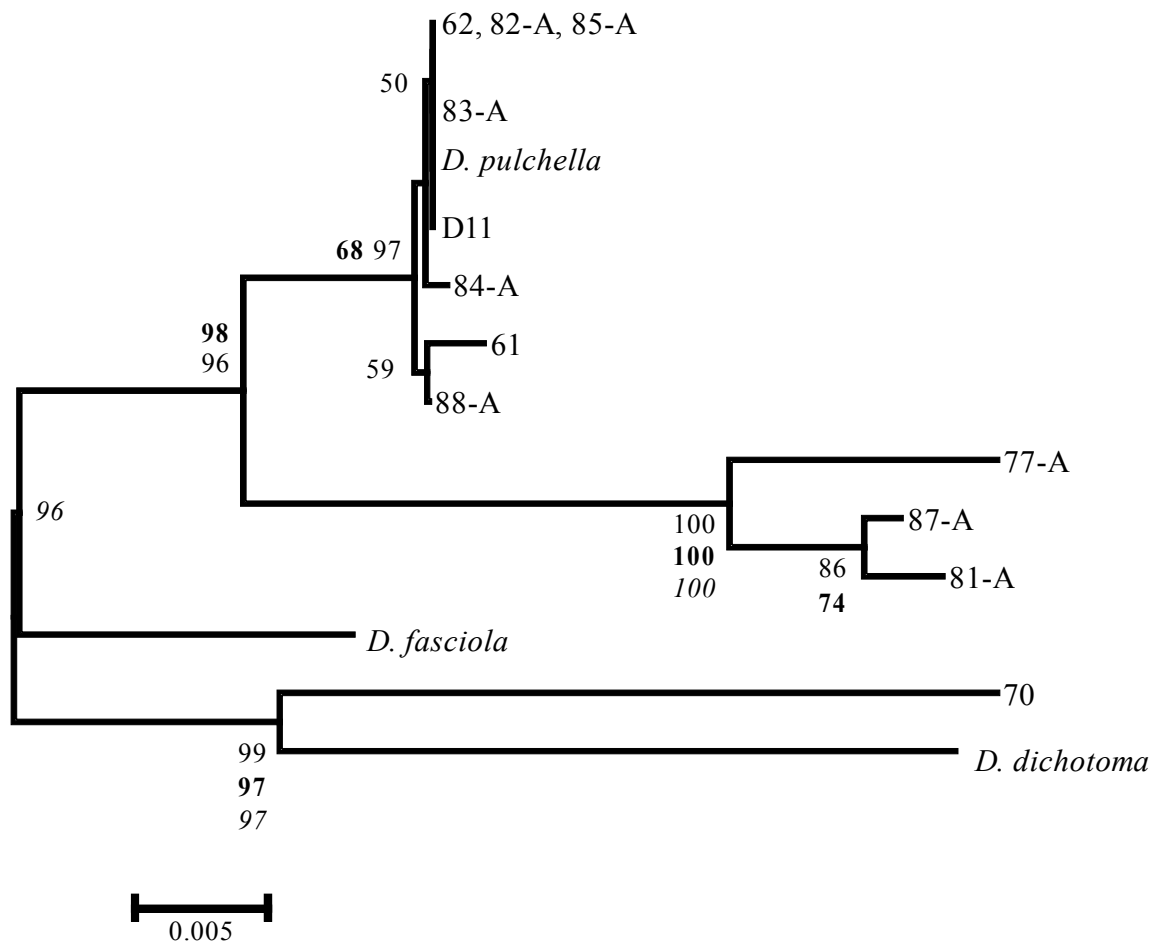 62, 82-A, 85-A
50
83-A
D. pulchella
D11
68 97
84-A
98
96
61
59
88-A
77-A
96
100
100
100
87-A
86
74
81-A
D. fasciola
70
99
97
97
D. dichotoma
0.005